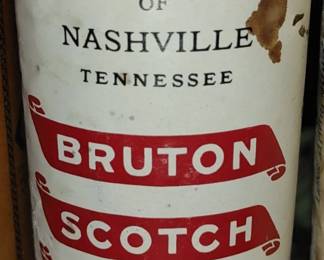 OF
NASHVILLE
TENNESSEE
BRUTON
SCOTCH